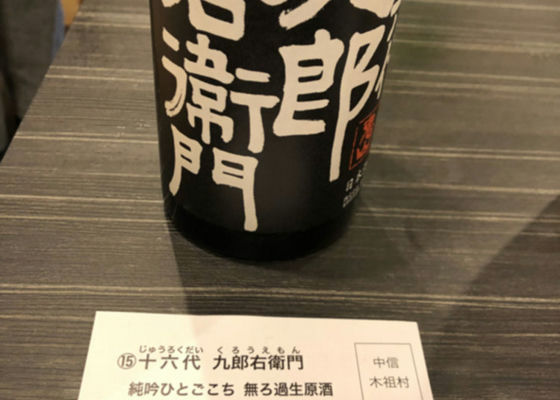 九郎
右衛門
じゅうろくだい くろうえもん
⑮十六代 九郎右衛門
純吟ひとごこち 無ろ過生原酒
中信
木祖村